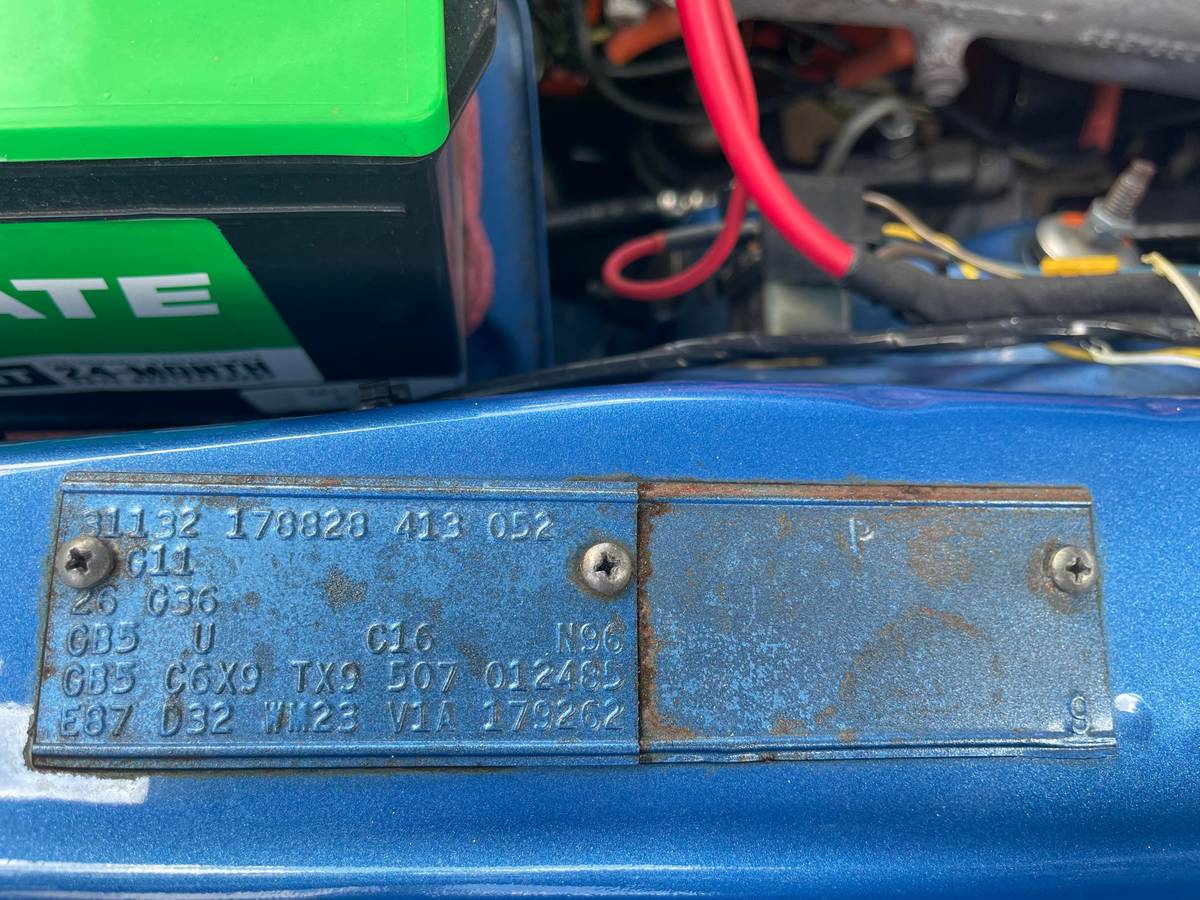 ATE
24-MONTH
31132 178828 413 052
G11
26 G36
GB5 U C16 N96
GB5 C6X9 TX9 507 012485
E87 D32 WM23 V1A 179262
P
9